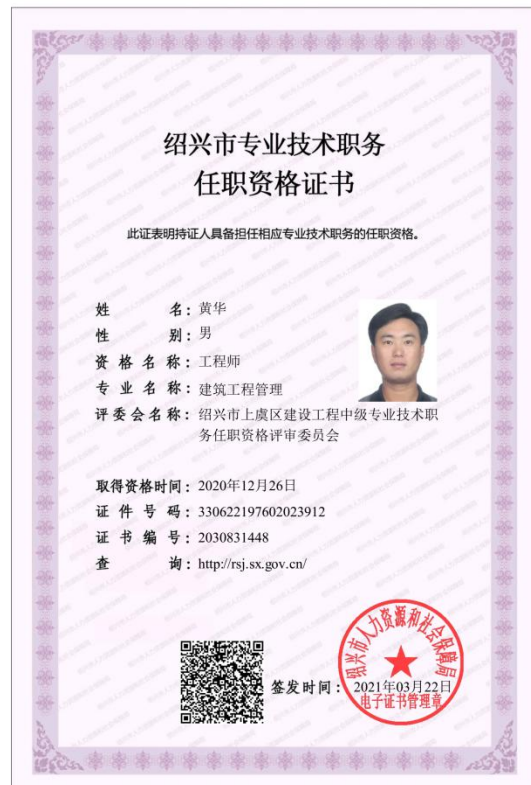 绍兴市专业技术职务
任职资格证书
此证表明持证人具备担任相应专业技术职务的任职资格。
姓 名：黄华
性 别：男
资格名称：工程师
专业名称：建筑工程管理
评委会名称：绍兴市上虞区建设工程中级专业技术职
务任职资格评审委员会
取得资格时间：2020年12月26日
证件号码：330622197602023912
证书编号：2030831448
查 询：http://rsj.sx.gov.cn/
绍兴市人力资源和社会保障局
签发时间：2021年03月22日
电子证书管理章